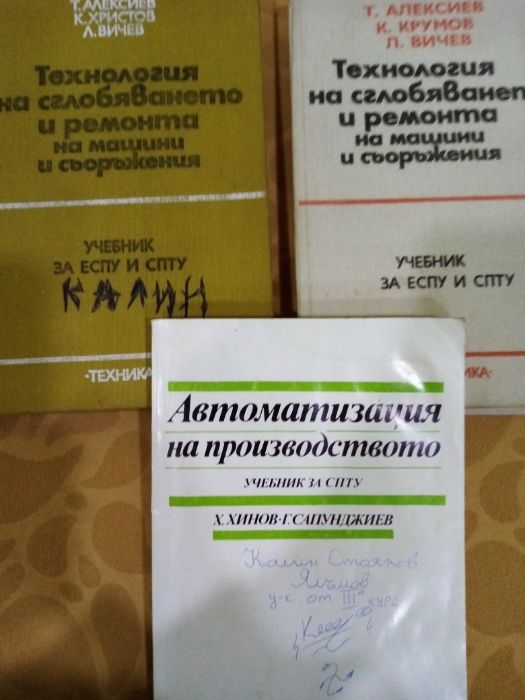 Т. АЛЕКСИЕВ
К. ХРИСТОВ
Л. ВИЧЕВ
Технология
на сглобяването
и ремонта
на машини
и съоръжения
УЧЕБНИК
ЗА ЕСПУ И СПТУ
КАЛИН
·ТЕХНИКА
Т. АЛЕКСИЕВ
К. КРУМОВ
Л. ВИЧЕВ
Технология
на сглобяванет
и ремонта
на машини
и съоръжения
УЧЕБНИК
ЗА ЕСПУ И СПТУ
ИКА·
Автоматизация
на производството
УЧЕБНИК ЗА СПТУ
Х. ХИНОВ·Г. САПУНДЖИЕВ
Калин Стоянов
у-к от III курс